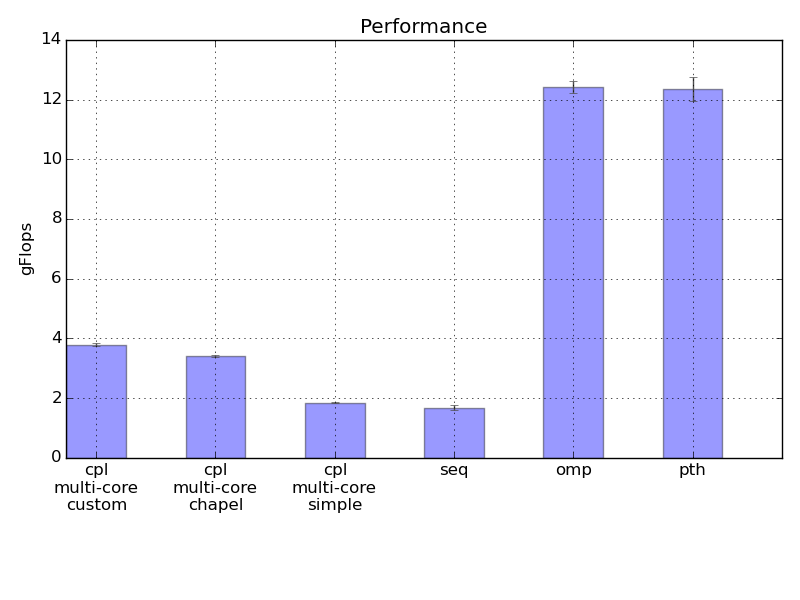 Performance
14
12
10
8
6
4
2
0
gFlops
cpl
multi-core
custom
cpl
multi-core
chapel
cpl
multi-core
simple
seq
omp
pth